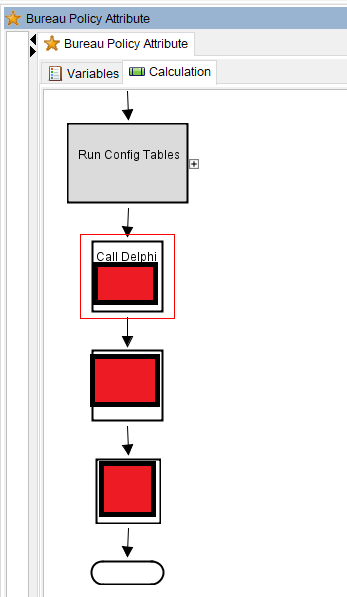 Bureau Policy Attribute
Bureau Policy Attribute
Variables
Calculation
Run Config Tables
Call Delphi